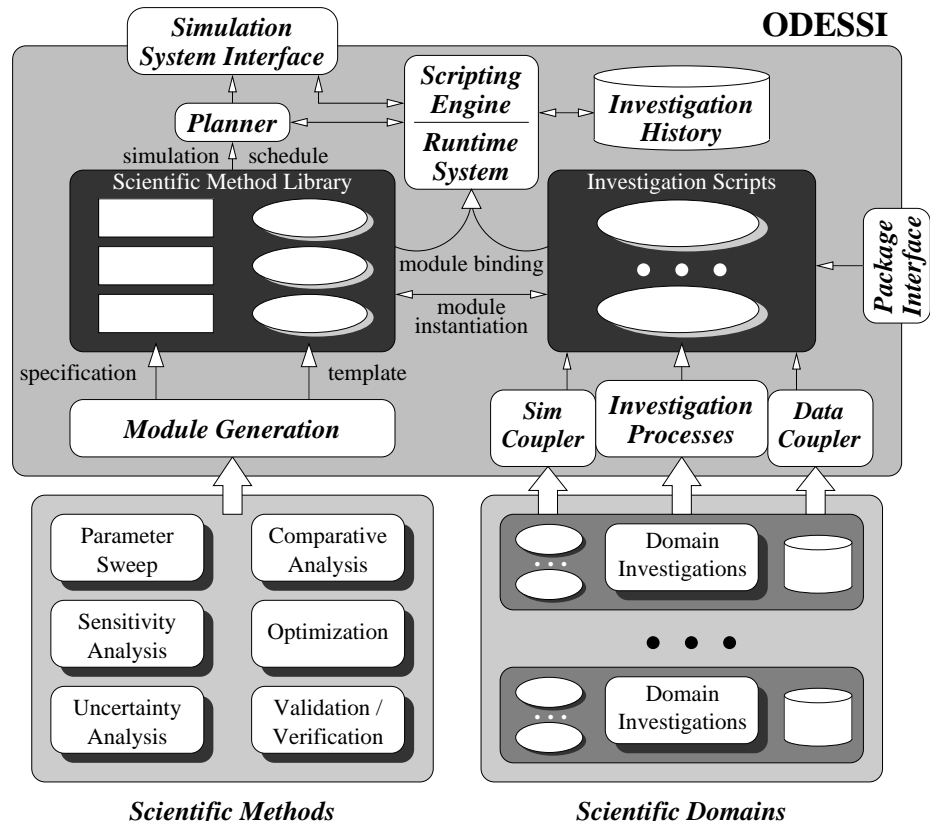 ODESSI
Simulation
System Interface
Scripting
Engine
Runtime
System
Investigation
History
Planner
simulation
schedule
Scientific Method Library
Investigation Scripts
Package
Interface
module binding
module
instantiation
specification
template
Module Generation
Sim
Coupler
Investigation
Processes
Data
Coupler
Parameter
Sweep
Comparative
Analysis
Sensitivity
Analysis
Optimization
Uncertainty
Analysis
Validation /
Verification
Domain
Investigations
Domain
Investigations
Scientific Methods
Scientific Domains